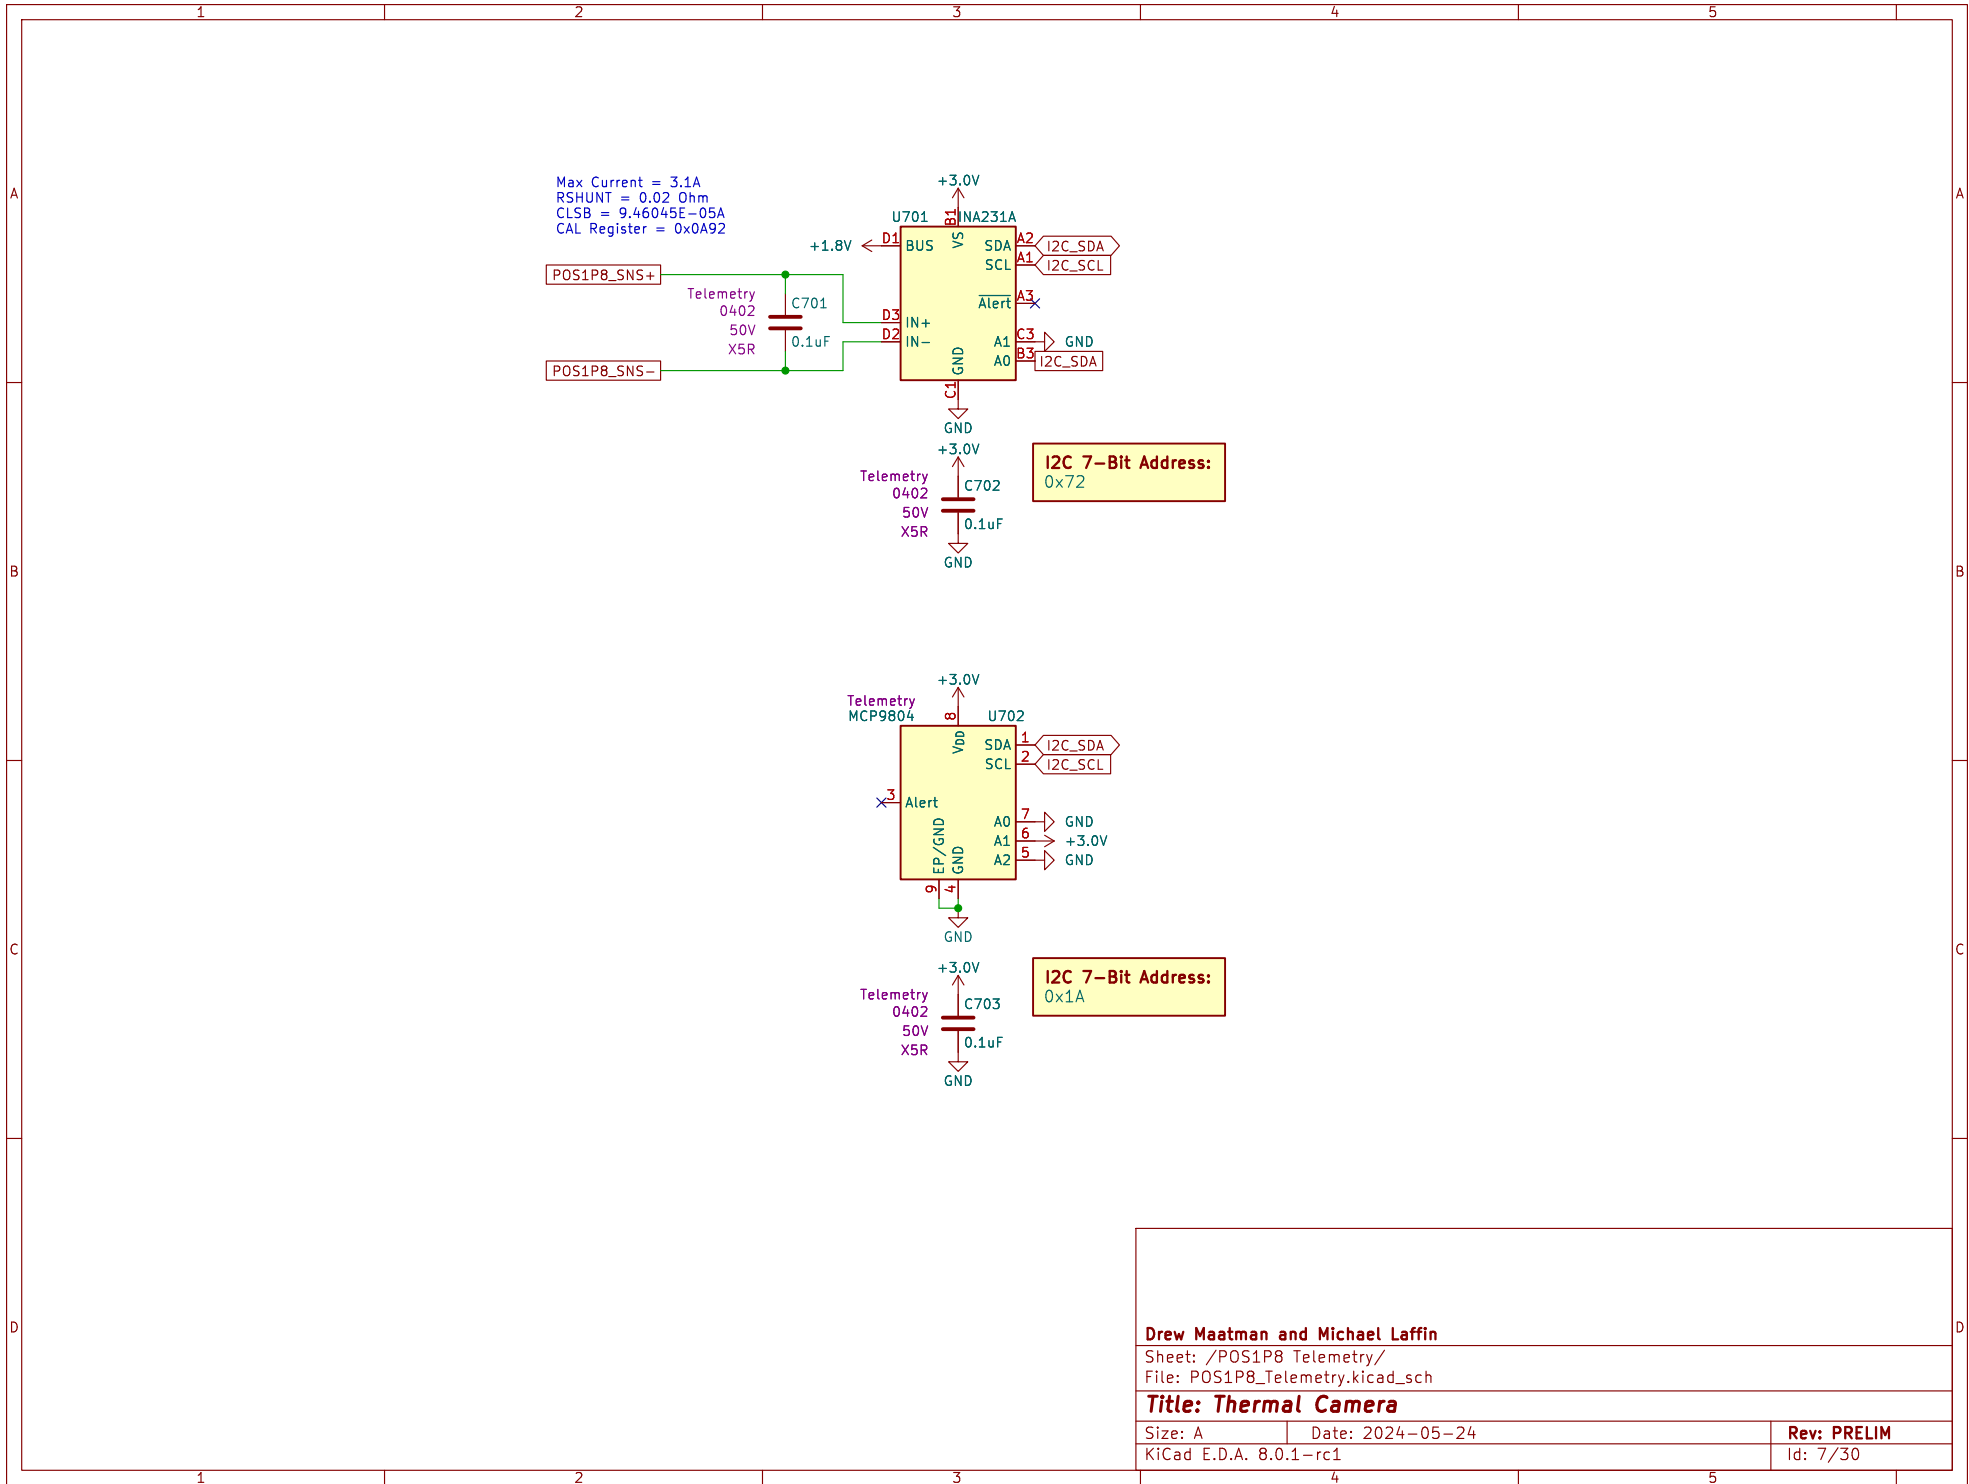 1 2 3 4 5
A A
Max Current = 3.1A
RSHUNT = 0.02 Ohm
CLSB = 9.46045E-05A
CAL Register = 0x0A92
+3.0V
U701 B1 INA231A
VS
+1.8V D1 BUS SDA A2 I2C_SDA
SCL A1 I2C_SCL
POS1P8_SNS+
Telemetry
0402
50V
X5R
C701
0.1uF
Alert A3
D3 IN+
D2 IN-
A1 C3 GND
A0 B3 I2C_SDA
POS1P8_SNS-
GND
C1
GND
+3.0V
Telemetry
0402
50V
X5R
C702
0.1uF
GND
I2C 7-Bit Address:
0x72
B B
+3.0V
Telemetry
MCP9804 8 U702
VDD
SDA 1 I2C_SDA
SCL 2 I2C_SCL
3 Alert
A0 7 GND
A1 6 +3.0V
A2 5 GND
EP/GND GND
9 4
GND
C C
+3.0V
Telemetry
0402
50V
X5R
C703
0.1uF
GND
I2C 7-Bit Address:
0x1A
D D
Drew Maatman and Michael Laffin
Sheet: /POS1P8 Telemetry/
File: POS1P8_Telemetry.kicad_sch
Title: Thermal Camera
Size: A Date: 2024-05-24 Rev: PRELIM
KiCad E.D.A. 8.0.1-rc1 Id: 7/30
1 2 3 4 5